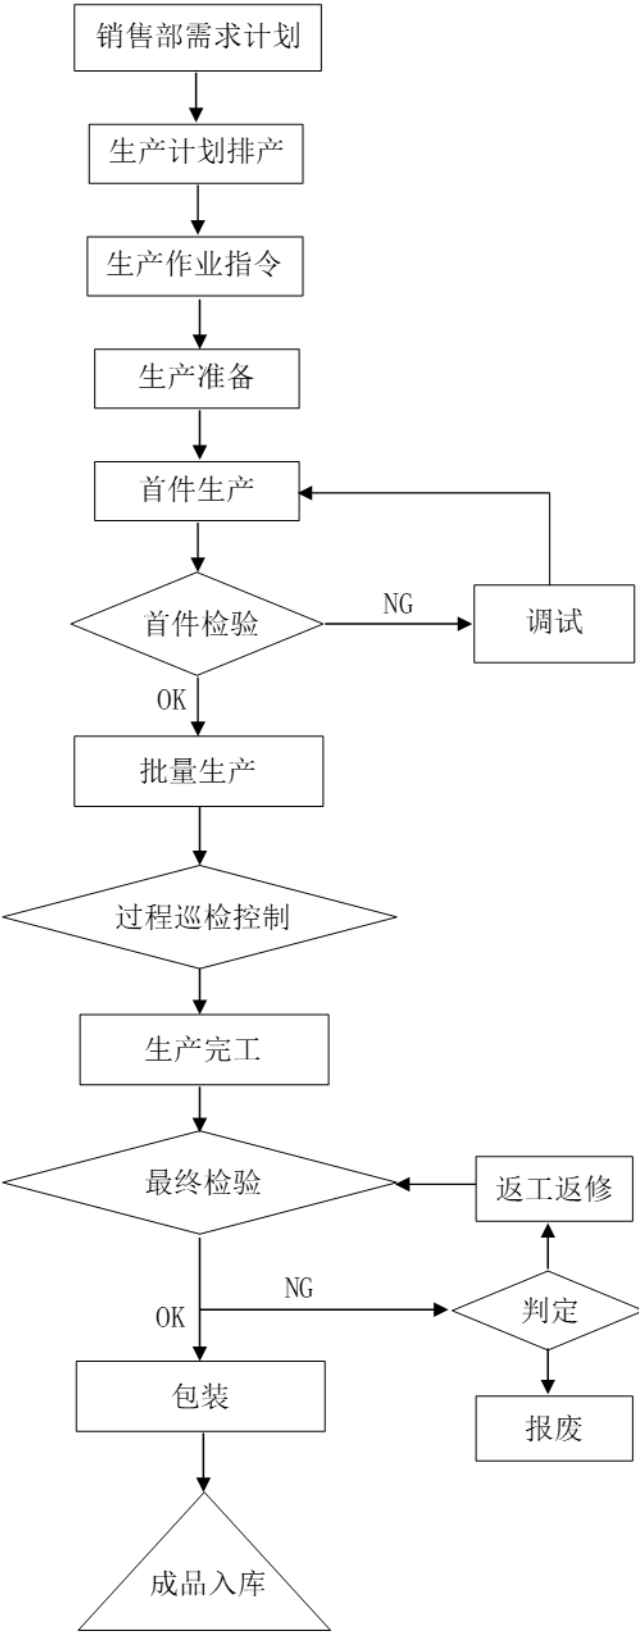 销售部需求计划
生产计划排产
生产作业指令
生产准备
首件生产
首件检验
NG
调试
OK
批量生产
过程巡检控制
生产完工
最终检验
返工返修
NG
OK
判定
包装
报废
成品入库